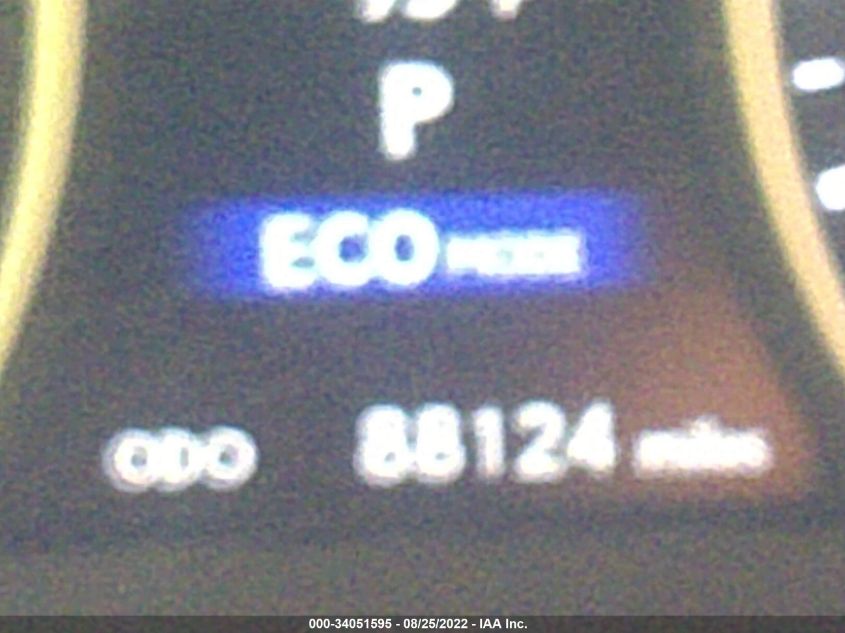 P
ECO MODE
ODO 88124 miles
000-34051595 - 08/25/2022 - IAA Inc.